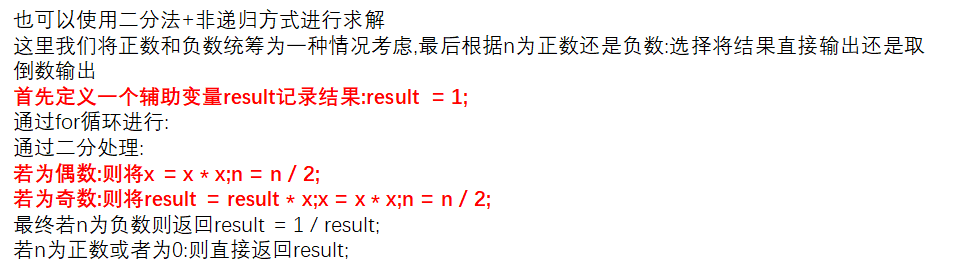 也可以使用二分法+非递归方式进行求解
这里我们将正数和负数统筹为一种情况考虑,最后根据n为正数还是负数:选择将结果直接输出还是取
倒数输出
首先定义一个辅助变量result记录结果:result = 1;
通过for循环进行:
通过二分处理:
若为偶数:则将x = x * x;n = n / 2;
若为奇数:则将result = result * x;x = x * x;n = n / 2;
最终若n为负数则返回result = 1 / result;
若n为正数或者为0:则直接返回result;